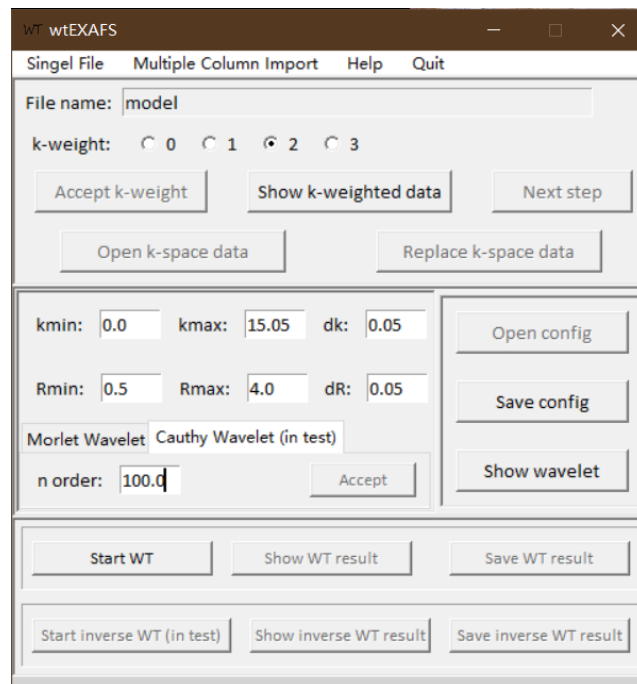 WT wtEXAFS
Singel File Multiple Column Import Help Quit
File name: model
k-weight: 0 1 2 3
Accept k-weight Show k-weighted data Next step
Open k-space data Replace k-space data
kmin: 0.0 kmax: 15.05 dk: 0.05
Open config
Rmin: 0.5 Rmax: 4.0 dR: 0.05
Save config
Morlet Wavelet Cauthy Wavelet (in test)
n order: 100.0 Accept
Show wavelet
Start WT Show WT result Save WT result
Start inverse WT (in test) Show inverse WT result Save inverse WT result